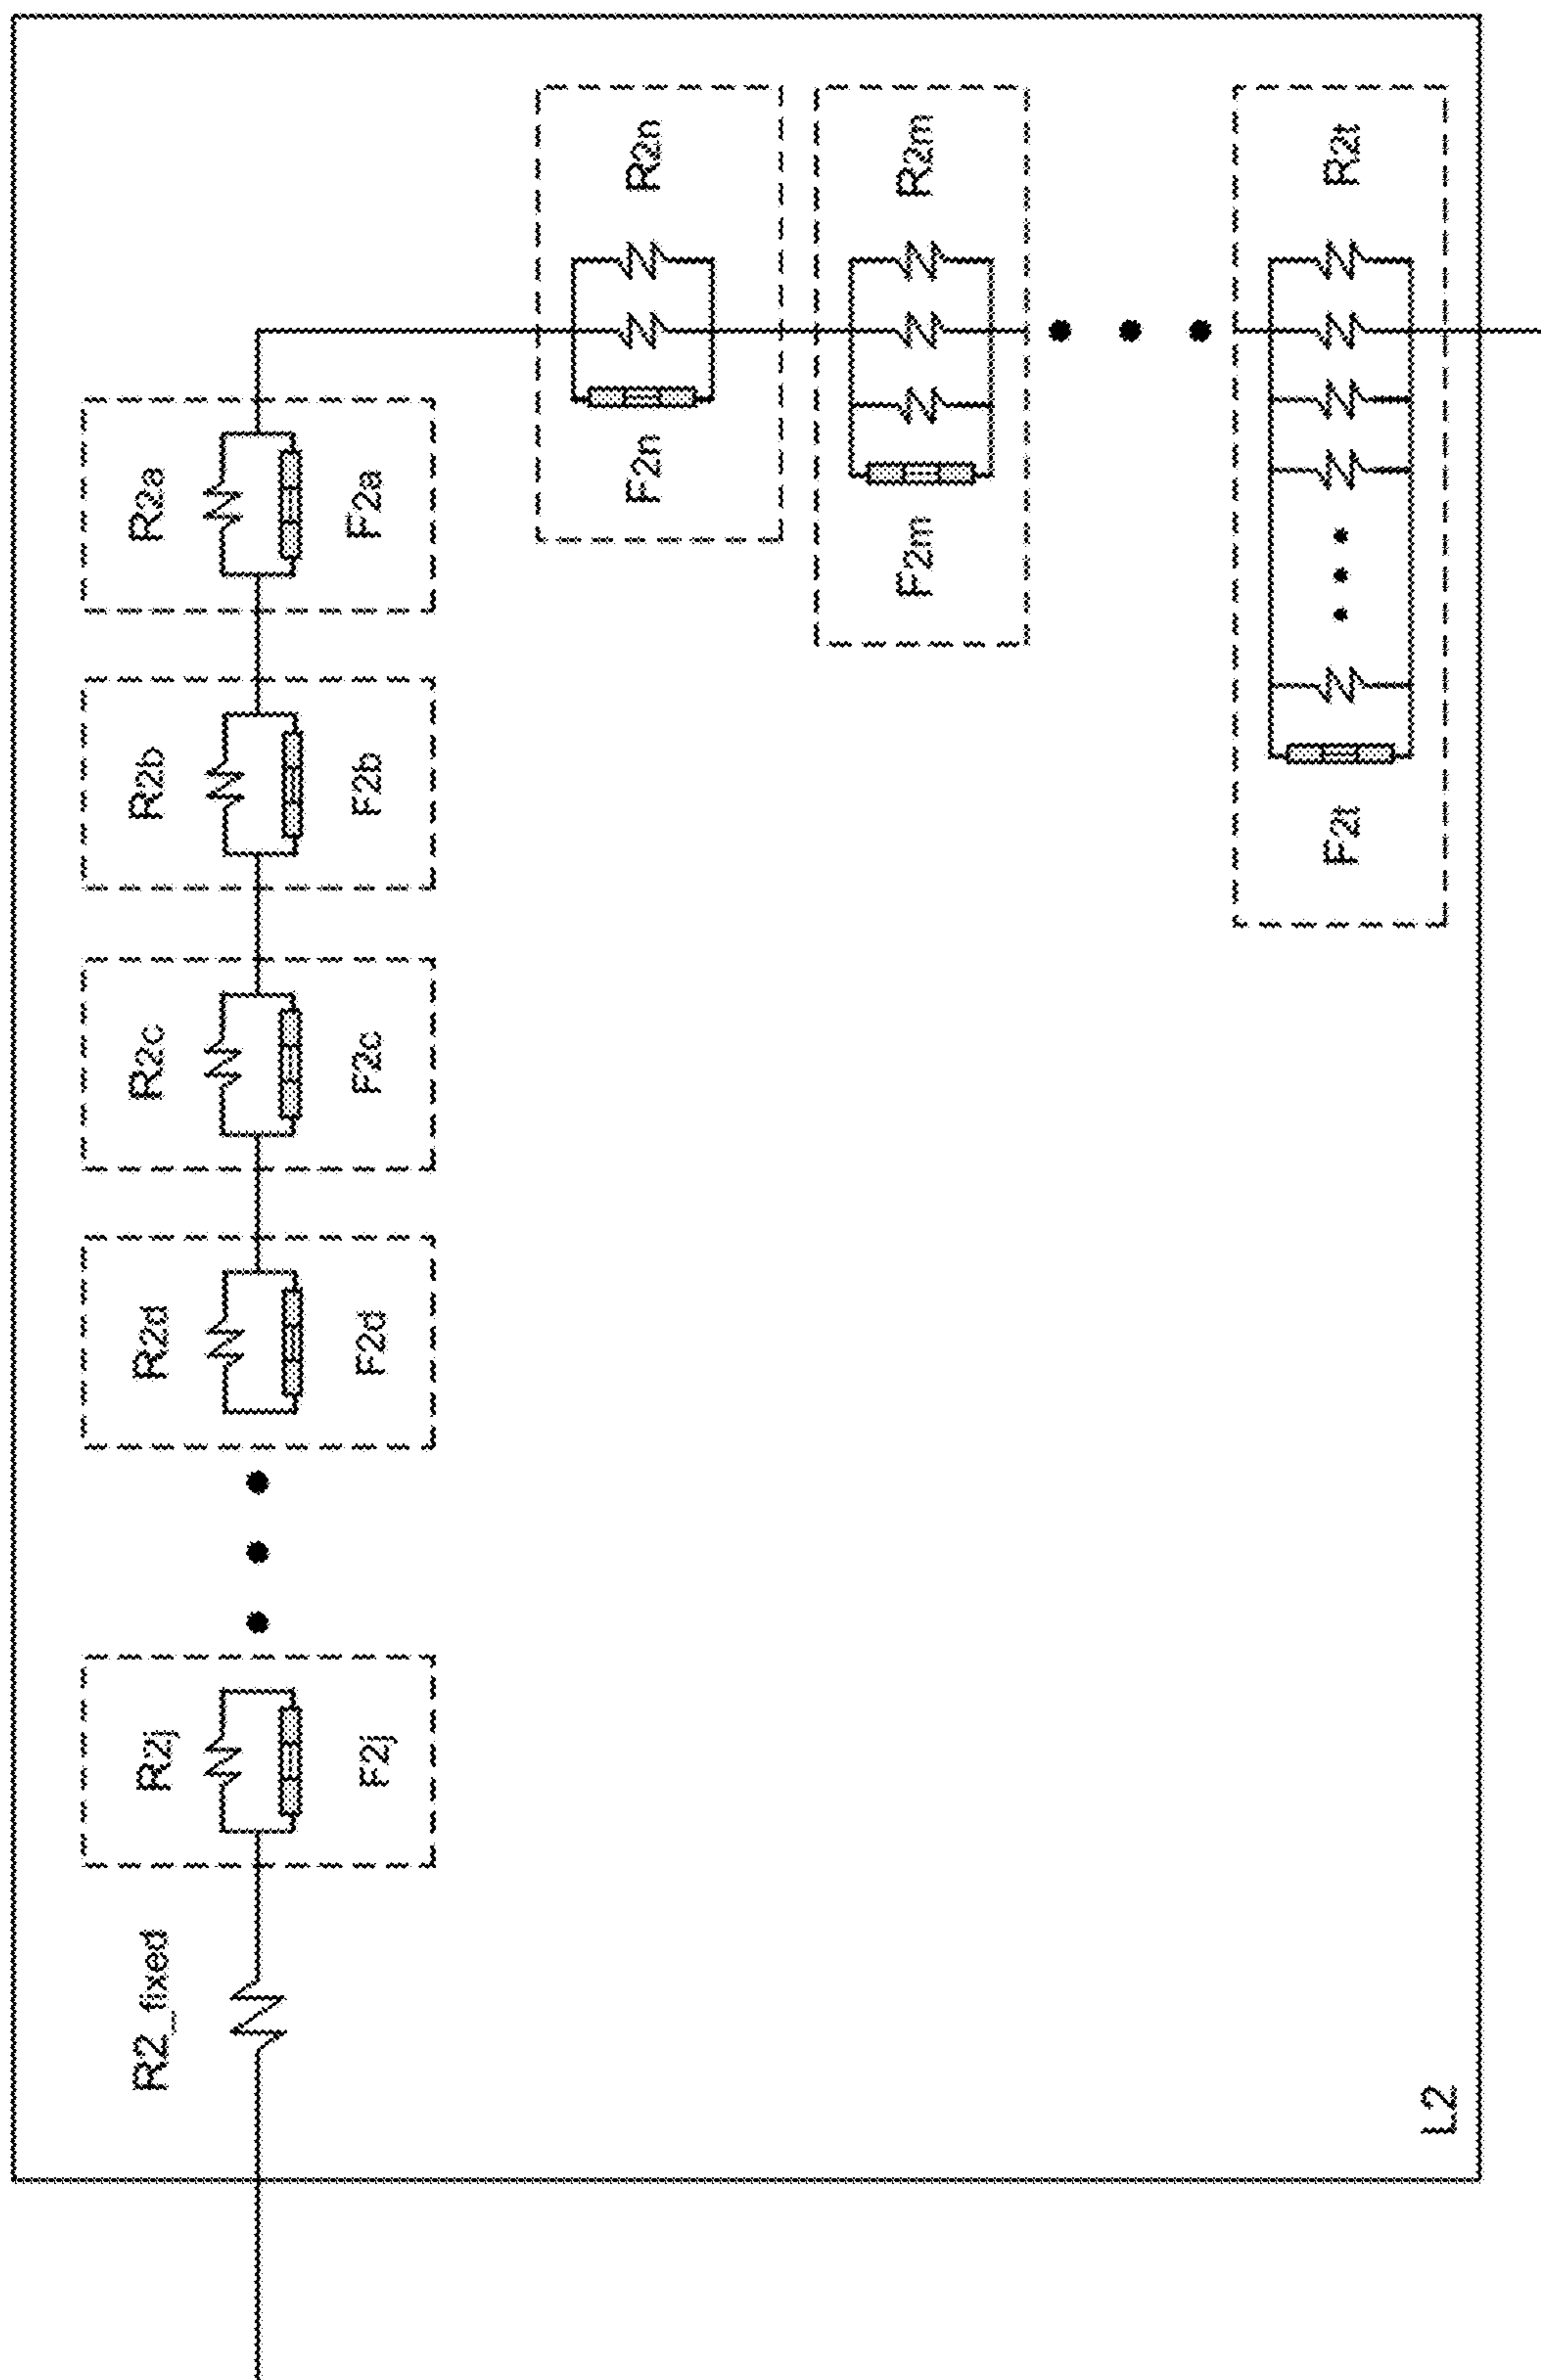 R2_fixed
R2j
R2d
R2c
R2b
R2a
F2j
F2d
F2c
F2b
F2a
F2n
R2n
F2m
R2m
F2t
R2t
L2